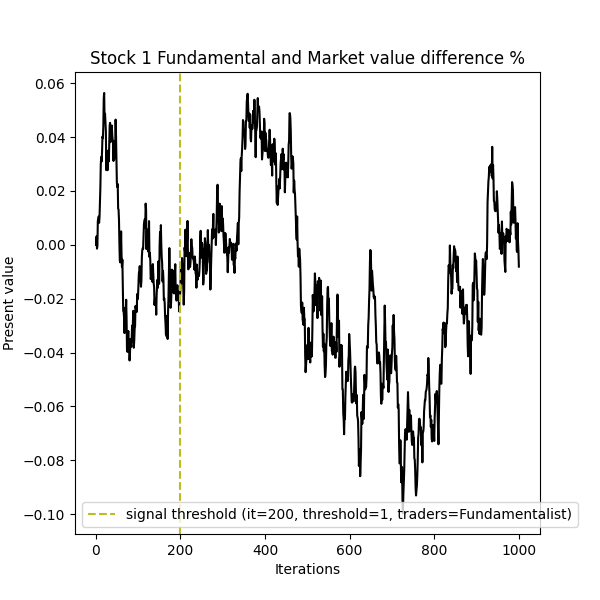 Stock 1 Fundamental and Market value difference %
Present value
0.06
0.04
0.02
0.00
−0.02
−0.04
−0.06
−0.08
−0.10
signal threshold (it=200, threshold=1, traders=Fundamentalist)
0 200 400 600 800 1000
Iterations